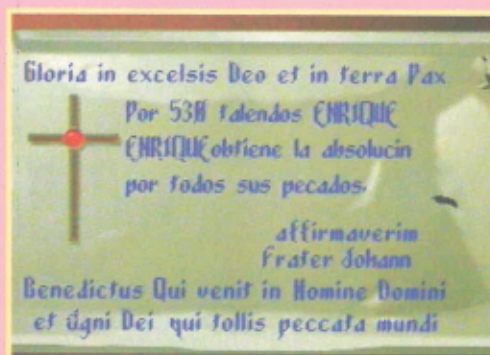 Gloria in excelsis Deo et in terra Pax
Por 530 talendos ENRIQUE
ENRIQUE obtiene la absolucin
por todos sus pecados.
affirmaverim
Frater Johann
Benedictus Qui venit in Nomine Domini
et Agni Dei qui tollis peccata mundi